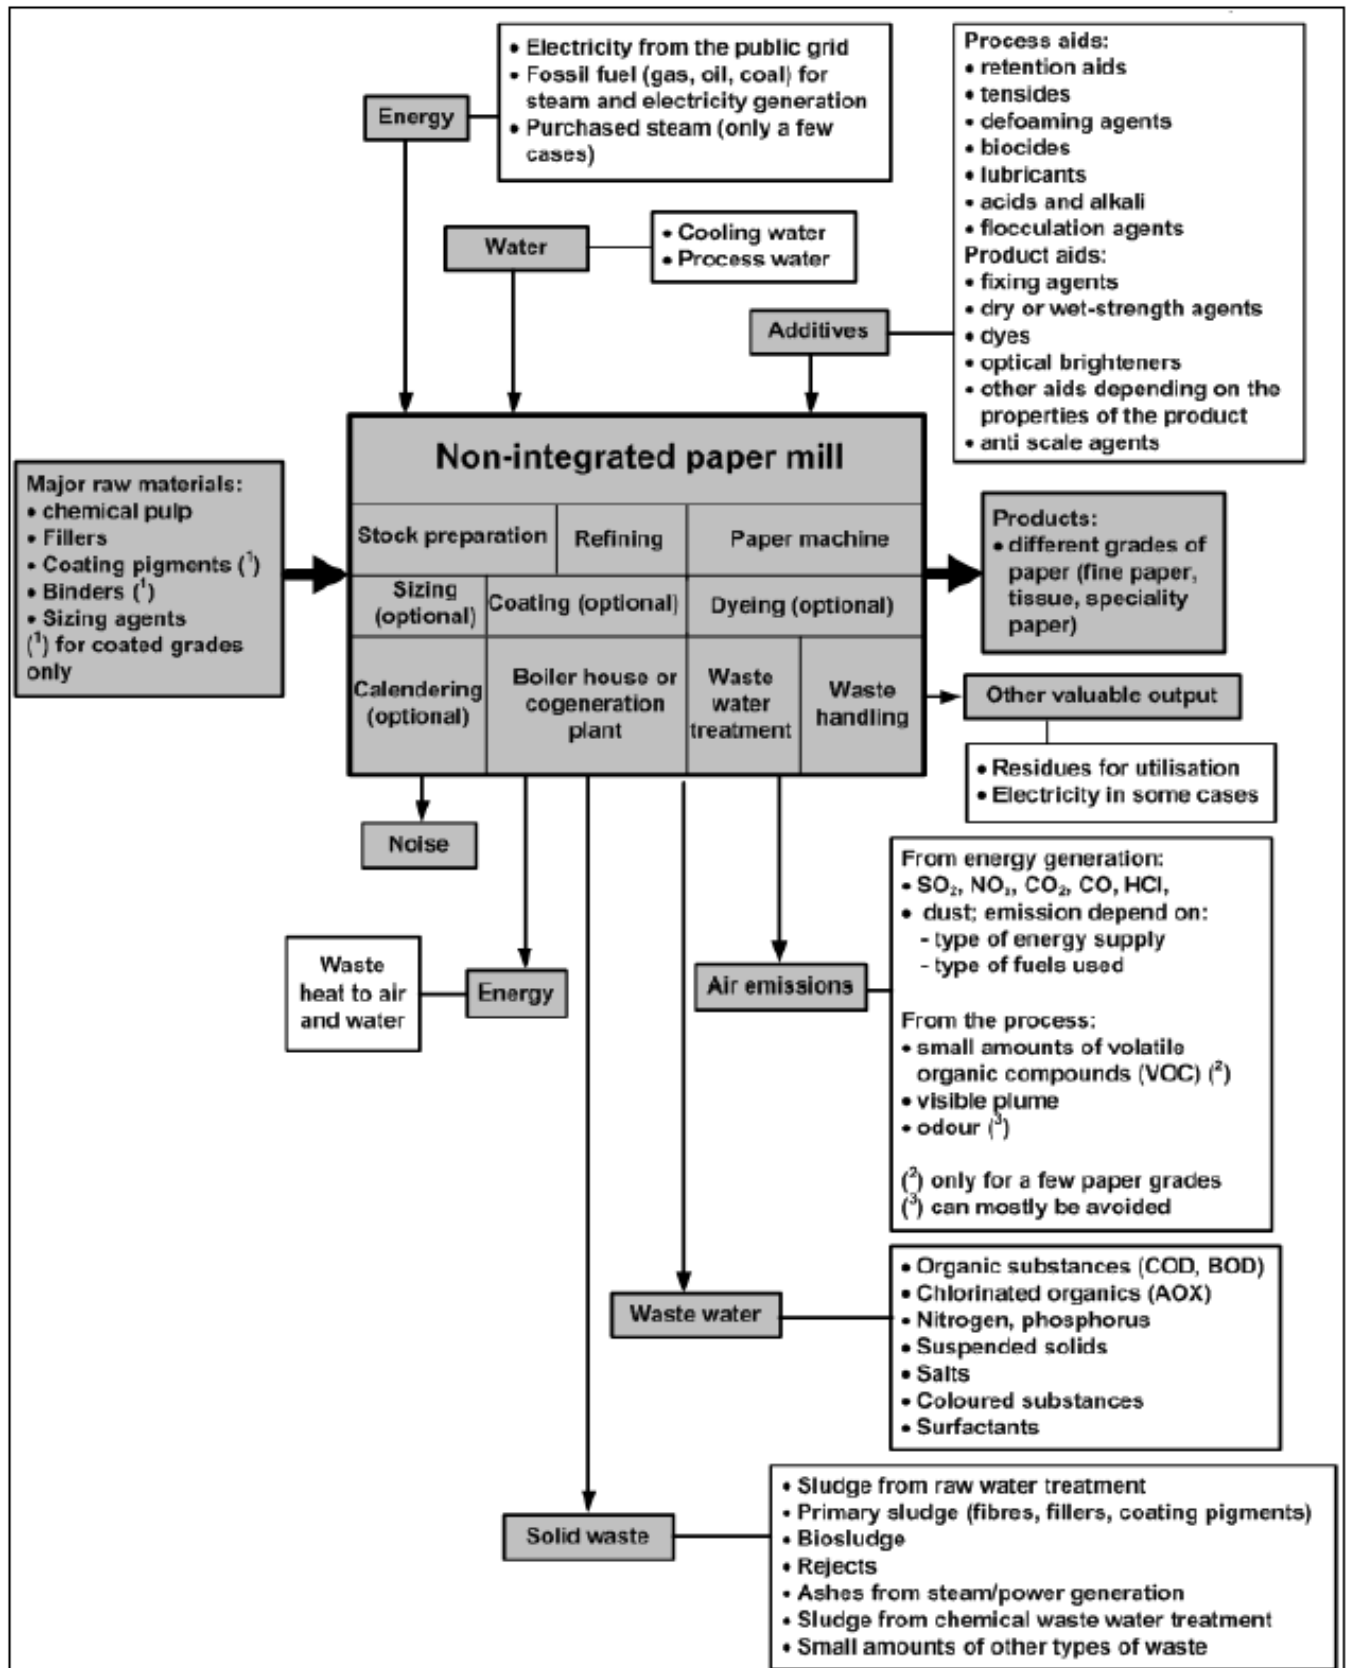 Energy
• Electricity from the public grid
• Fossil fuel (gas, oil, coal) for
steam and electricity generation
• Purchased steam (only a few
cases)
Water
• Cooling water
• Process water
Additives
Process aids:
• retention aids
• tensides
• defoaming agents
• biocides
• lubricants
• acids and alkali
• flocculation agents
Product aids:
• fixing agents
• dry or wet-strength agents
• dyes
• optical brighteners
• other aids depending on the
properties of the product
• anti scale agents
Major raw materials:
• chemical pulp
• Fillers
• Coating pigments (¹)
• Binders (¹)
• Sizing agents
(¹) for coated grades
only
Non-integrated paper mill
Stock preparation
Refining
Paper machine
Sizing
(optional)
Coating (optional)
Dyeing (optional)
Calendering
(optional)
Boiler house or
cogeneration
plant
Waste
water
treatment
Waste
handling
Products:
• different grades of
paper (fine paper,
tissue, speciality
paper)
Other valuable output
• Residues for utilisation
• Electricity in some cases
Noise
Waste
heat to air
and water
Energy
Air emissions
From energy generation:
• SO₂, NOₓ, CO₂, CO, HCl,
• dust; emission depend on:
- type of energy supply
- type of fuels used
From the process:
• small amounts of volatile
organic compounds (VOC) (²)
• visible plume
• odour (³)
(²) only for a few paper grades
(³) can mostly be avoided
Waste water
• Organic substances (COD, BOD)
• Chlorinated organics (AOX)
• Nitrogen, phosphorus
• Suspended solids
• Salts
• Coloured substances
• Surfactants
Solid waste
• Sludge from raw water treatment
• Primary sludge (fibres, fillers, coating pigments)
• Biosludge
• Rejects
• Ashes from steam/power generation
• Sludge from chemical waste water treatment
• Small amounts of other types of waste